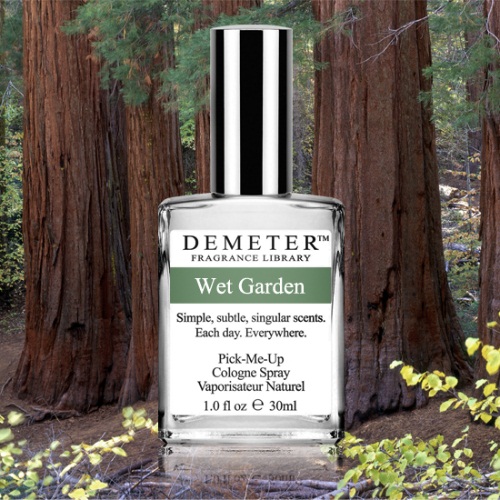 DEMETER™
FRAGRANCE LIBRARY
Wet Garden
Simple, subtle, singular scents.
Each day. Everywhere.
Pick-Me-Up
Cologne Spray
Vaporisateur Naturel
1.0 fl oz ℮ 30ml